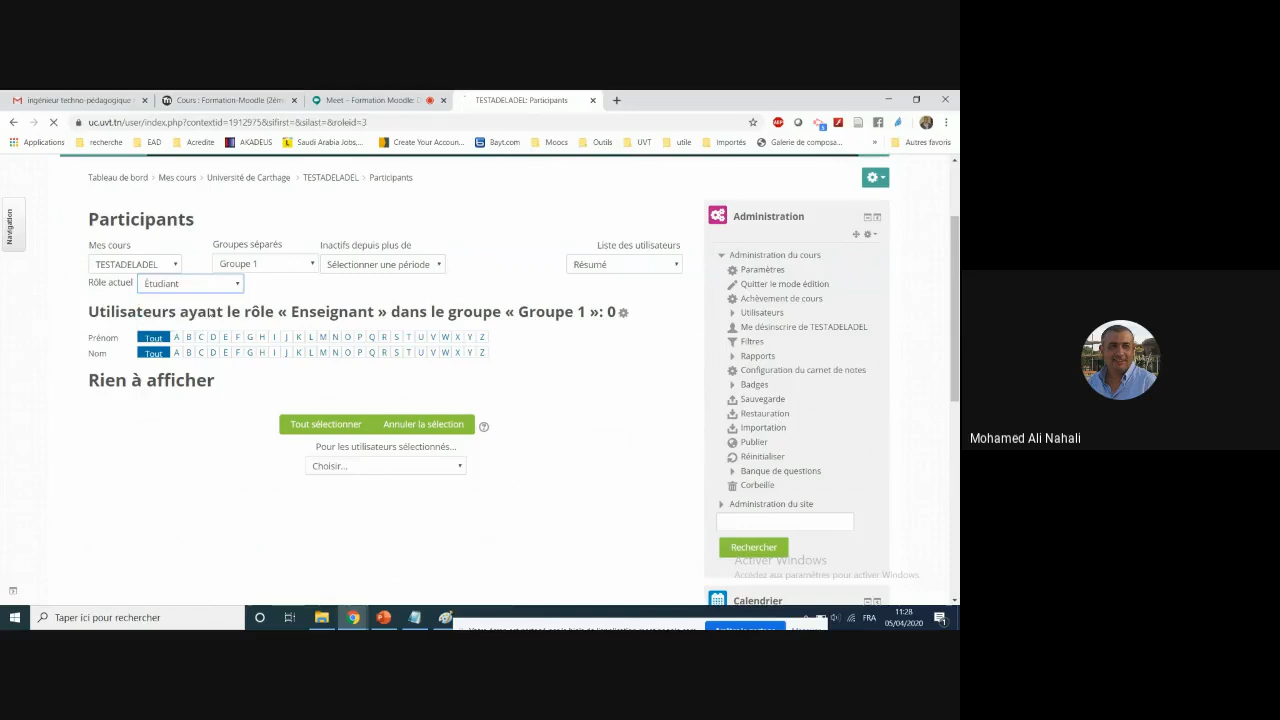 ingénieur techno-pédagogique
Cours : Formation-Moodle (2ème
Meet – Formation Moodle: D
TESTADELADEL: Participants
uc.uvt.tn/user/index.php?contextid=1912975&sifirst=&silast=&roleid=3
ABP
Applications
recherche
EAD
Acredite
AKADEUS
Saudi Arabia Jobs,...
Create Your Accoun...
Bayt.com
Moocs
Outils
UVT
utile
Importés
Galerie de composa...
»
Autres favoris
Navigation
Tableau de bord > Mes cours > Université de Carthage > TESTADELADEL > Participants
Participants
Mes cours
Groupes séparés
Inactifs depuis plus de
Liste des utilisateurs
TESTADELADEL
Groupe 1
Sélectionner une période
Résumé
Rôle actuel
Étudiant
Utilisateurs ayant le rôle « Enseignant » dans le groupe « Groupe 1 »: 0
Prénom Tout A B C D E F G H I J K L M N O P Q R S T U V W X Y Z
Nom Tout A B C D E F G H I J K L M N O P Q R S T U V W X Y Z
Rien à afficher
Tout sélectionner
Annuler la sélection
Pour les utilisateurs sélectionnés...
Choisir...
Administration
Administration du cours
Paramètres
Quitter le mode édition
Achèvement de cours
Utilisateurs
Me désinscrire de TESTADELADEL
Filtres
Rapports
Configuration du carnet de notes
Badges
Sauvegarde
Restauration
Importation
Publier
Réinitialiser
Banque de questions
Corbeille
Administration du site
Rechercher
Activer Windows
Accédez aux paramètres pour activer Windows.
Calendrier
Taper ici pour rechercher
FRA
11:28
05/04/2020
Mohamed Ali Nahali